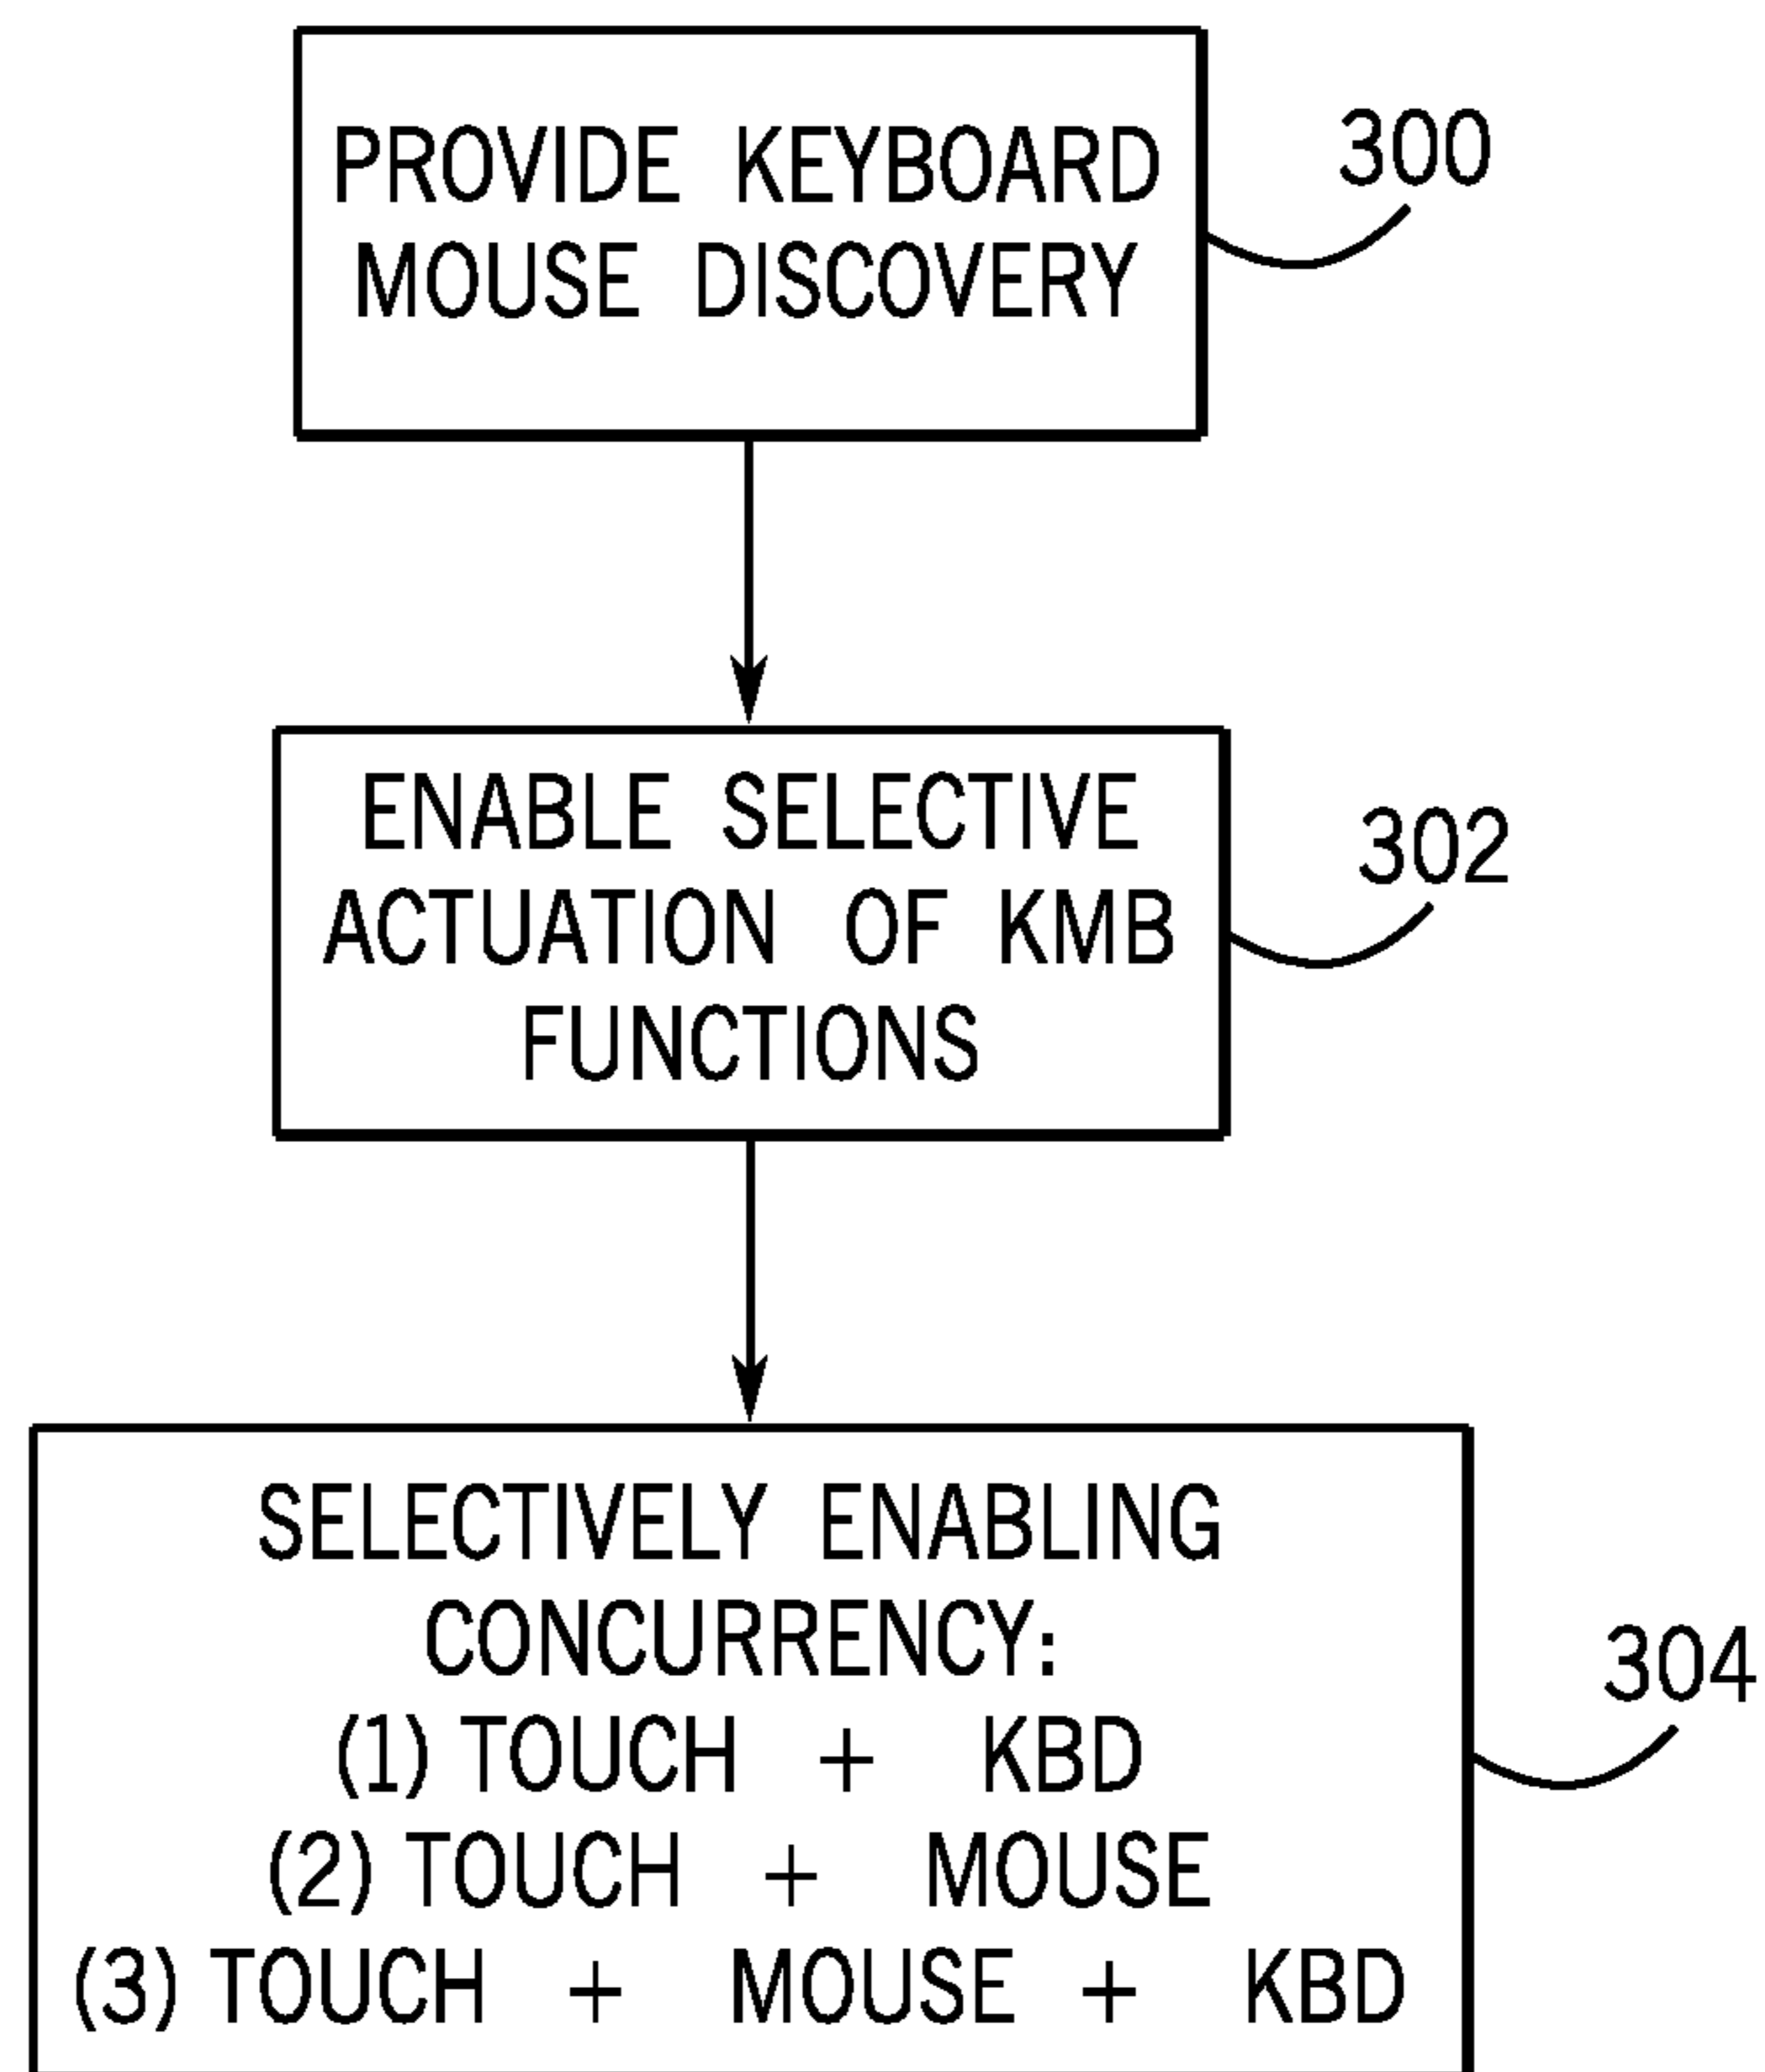 PROVIDE KEYBOARD
MOUSE DISCOVERY
300
ENABLE SELECTIVE
ACTUATION OF KMB
FUNCTIONS
302
SELECTIVELY ENABLING
CONCURRENCY:
(1) TOUCH + KBD
(2) TOUCH + MOUSE
(3) TOUCH + MOUSE + KBD
304